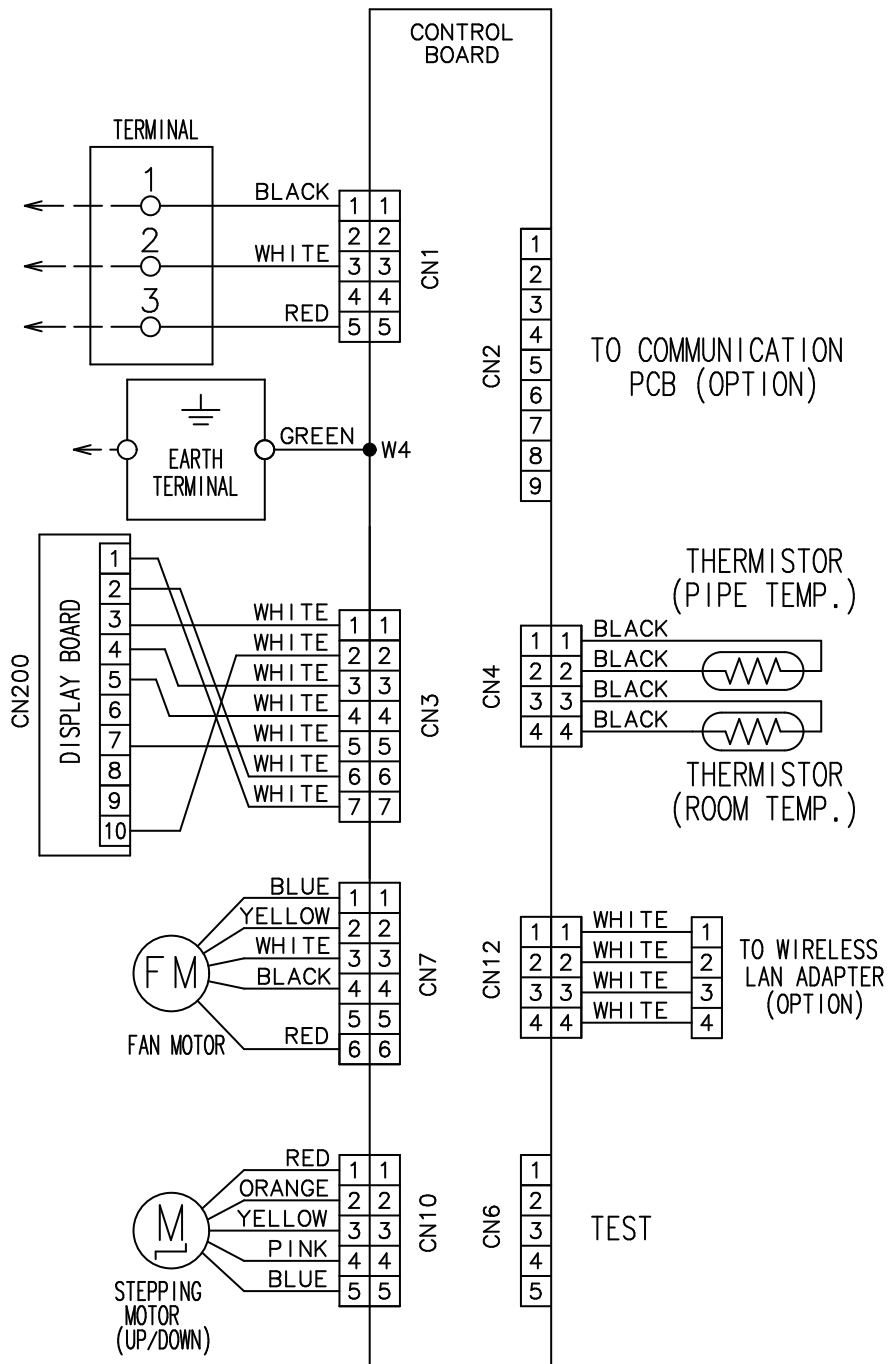 CONTROL
BOARD
TERMINAL
1
2
3
BLACK
WHITE
RED
1 1
2 2
3 3
4 4
5 5
CN1
EARTH
TERMINAL
GREEN
W4
CN2
1
2
3
4
5
6
7
8
9
TO COMMUNICATION
PCB (OPTION)
CN200
DISPLAY BOARD
1
2
3
4
5
6
7
8
9
10
WHITE
WHITE
WHITE
WHITE
WHITE
WHITE
WHITE
1 1
2 2
3 3
4 4
5 5
6 6
7 7
CN3
CN4
1 1
2 2
3 3
4 4
BLACK
BLACK
BLACK
BLACK
THERMISTOR
(PIPE TEMP.)
THERMISTOR
(ROOM TEMP.)
FM
FAN MOTOR
BLUE
YELLOW
WHITE
BLACK
RED
1 1
2 2
3 3
4 4
5 5
6 6
CN7
CN12
1 1
2 2
3 3
4 4
WHITE
WHITE
WHITE
WHITE
1
2
3
4
TO WIRELESS
LAN ADAPTER
(OPTION)
M
STEPPING
MOTOR
(UP/DOWN)
RED
ORANGE
YELLOW
PINK
BLUE
1 1
2 2
3 3
4 4
5 5
CN10
CN6
1
2
3
4
5
TEST